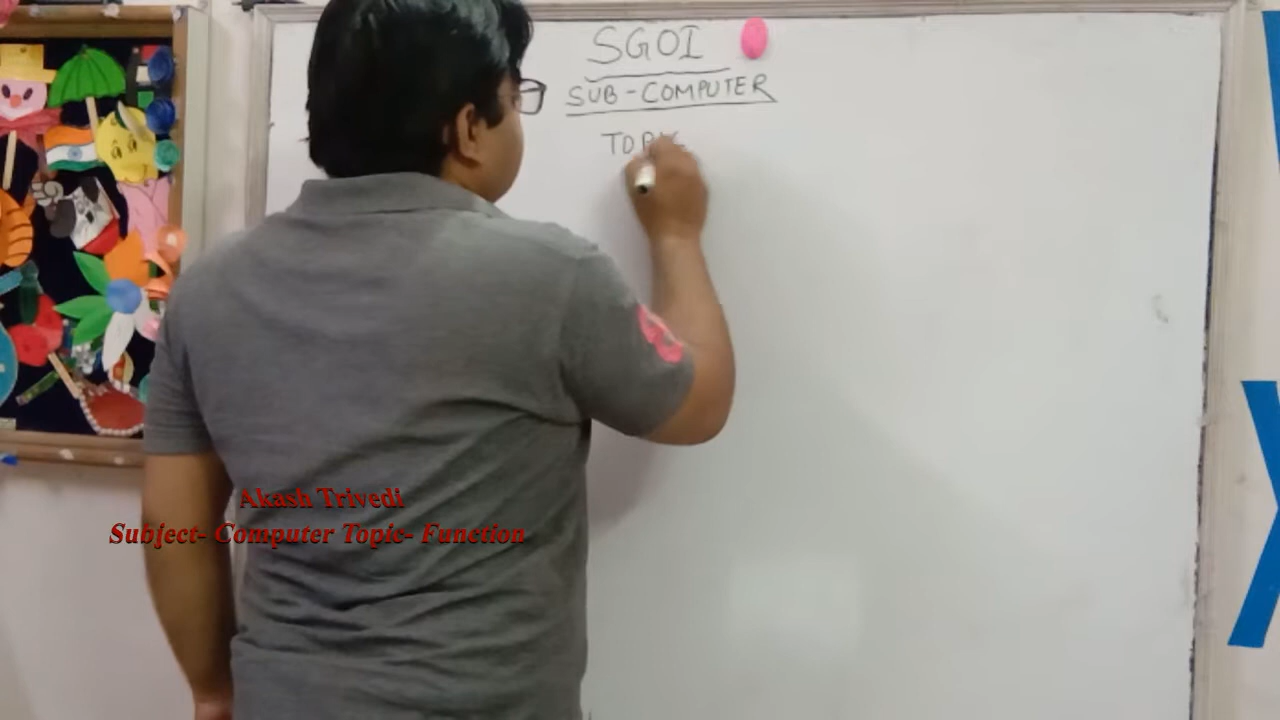 SGOI
SUB-COMPUTER
TOPIC
Akash Trivedi
Subject- Computer Topic- Function